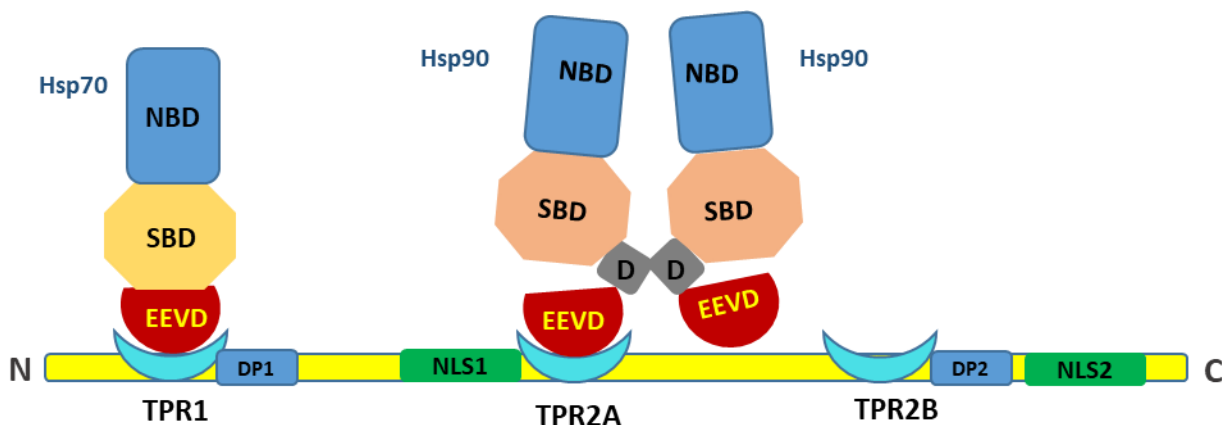 Hsp70
NBD
SBD
EEVD
Hsp90
NBD
SBD
D
EEVD
NBD
Hsp90
SBD
D
EEVD
N
DP1
NLS1
DP2
NLS2
C
TPR1
TPR2A
TPR2B